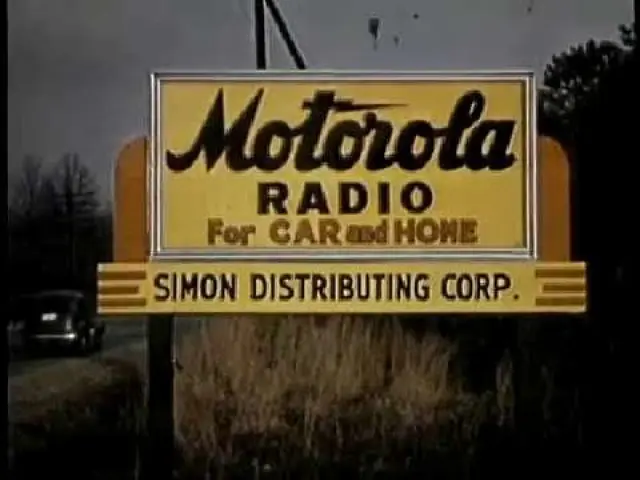 Motorola
RADIO
For CAR and HOME
SIMON DISTRIBUTING CORP.